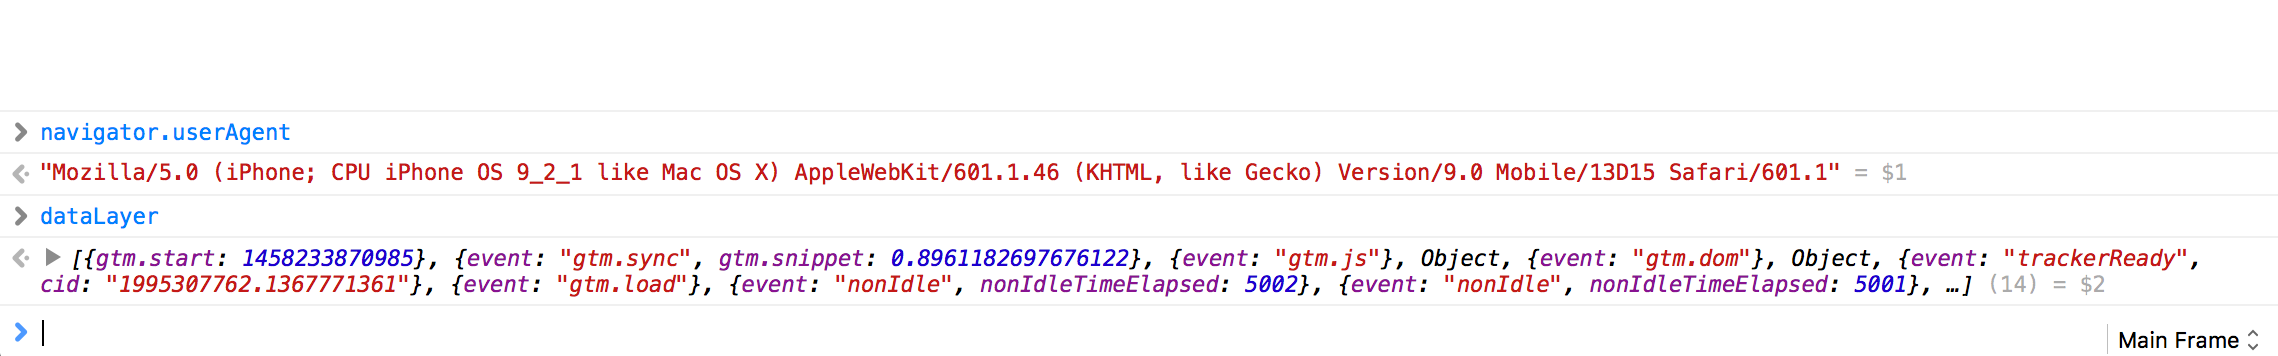 navigator.userAgent
"Mozilla/5.0 (iPhone; CPU iPhone OS 9_2_1 like Mac OS X) AppleWebKit/601.1.46 (KHTML, like Gecko) Version/9.0 Mobile/13D15 Safari/601.1" = $1
dataLayer
[{gtm.start: 1458233870985}, {event: "gtm.sync", gtm.snippet: 0.8961182697676122}, {event: "gtm.js"}, Object, {event: "gtm.dom"}, Object, {event: "trackerReady",
cid: "1995307762.1367771361"}, {event: "gtm.load"}, {event: "nonIdle", nonIdleTimeElapsed: 5002}, {event: "nonIdle", nonIdleTimeElapsed: 5001}, …] (14) = $2
Main Frame